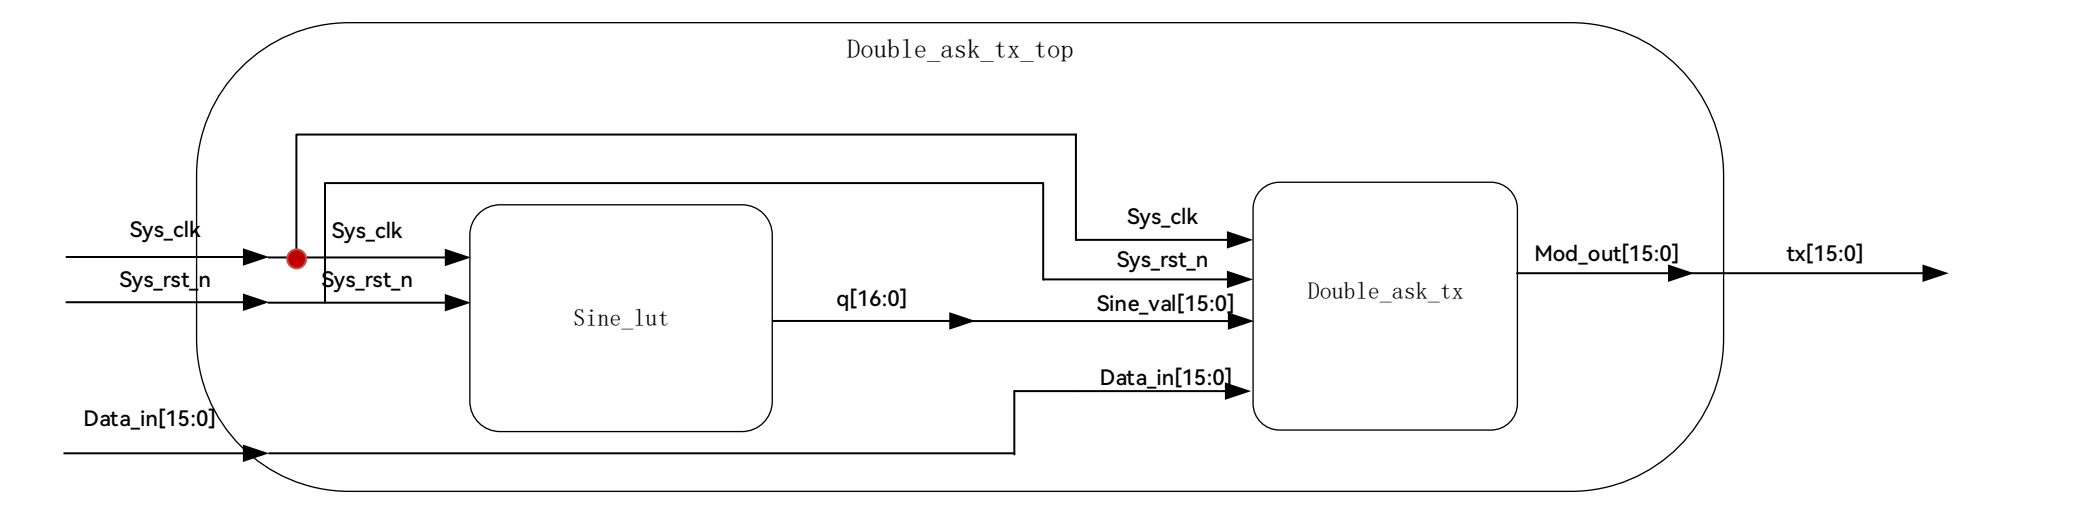 Double_ask_tx_top
Sys_clk
Sys_clk
Sys_clk
Sys_rst_n
Sys_rst_n
Sys_rst_n
Sine_lut
q[16:0]
Sine_val[15:0]
Double_ask_tx
Mod_out[15:0]
tx[15:0]
Data_in[15:0]
Data_in[15:0]